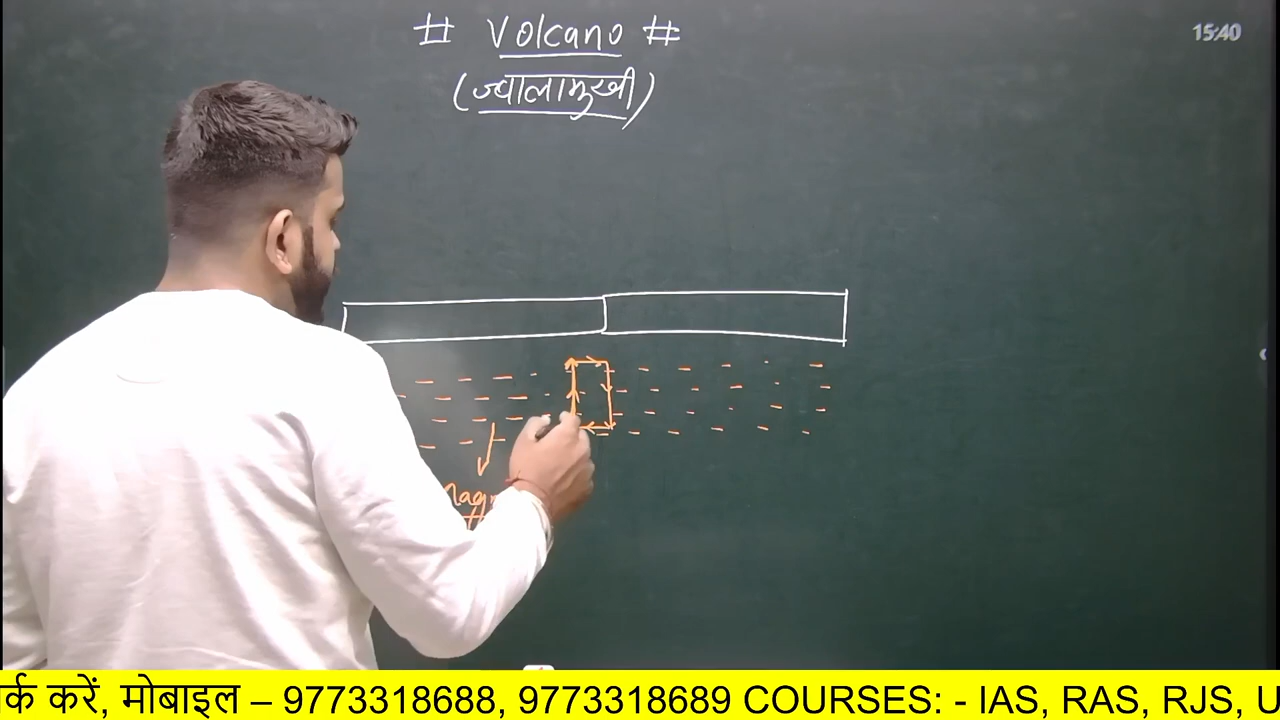 # Volcano #
(ज्वालामुखी)
15:40
र्क करें, मोबाइल – 9773318688, 9773318689 COURSES: - IAS, RAS, RJS, U